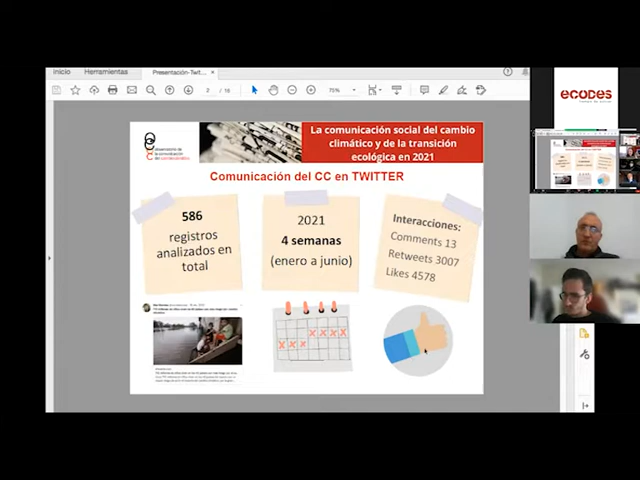 Inicio
Herramientas
Presentación-Twit... ×
2 / 16
75%
ecodes
observatorio de
la comunicación
del cambio climático
La comunicación social del cambio
climático y de la transición
ecológica en 2021
Comunicación del CC en TWITTER
586
registros
analizados en
total
2021
4 semanas
(enero a junio)
Interacciones:
Comments 13
Retweets 3007
Likes 4578